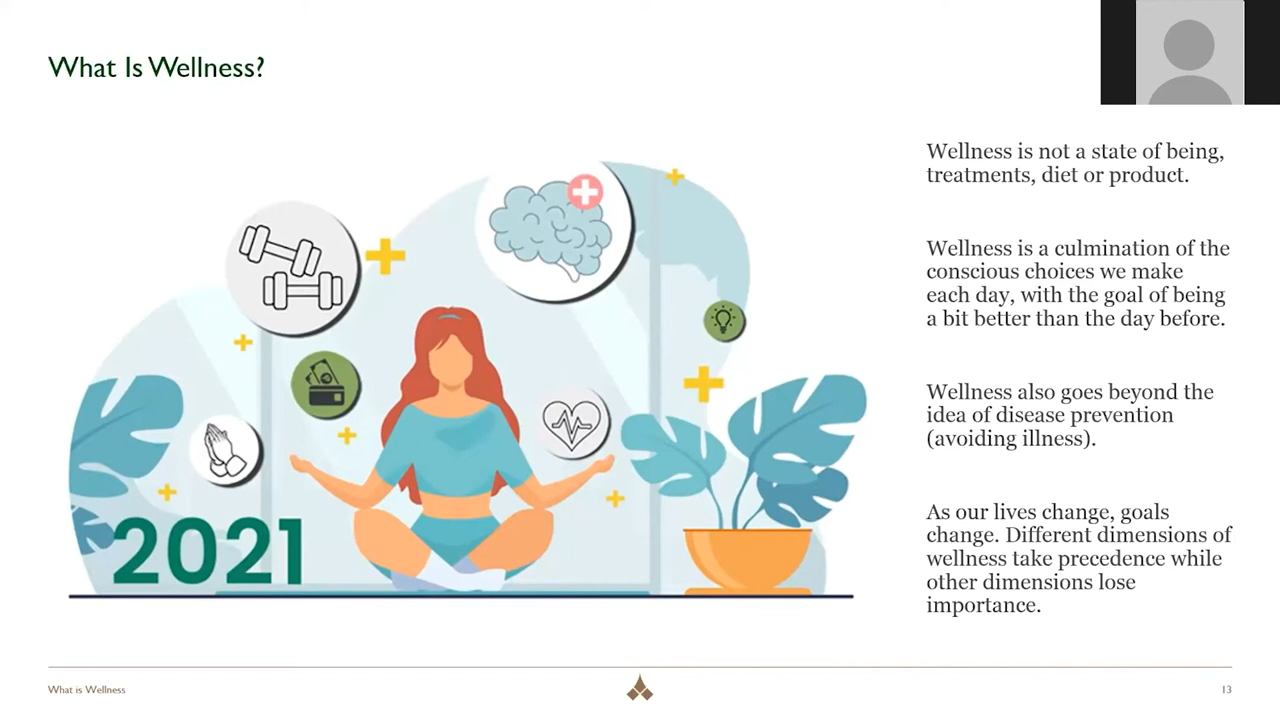 What Is Wellness?
Wellness is not a state of being,
treatments, diet or product.
Wellness is a culmination of the
conscious choices we make
each day, with the goal of being
a bit better than the day before.
Wellness also goes beyond the
idea of disease prevention
(avoiding illness).
As our lives change, goals
change. Different dimensions of
wellness take precedence while
other dimensions lose
importance.
2021
What is Wellness
13